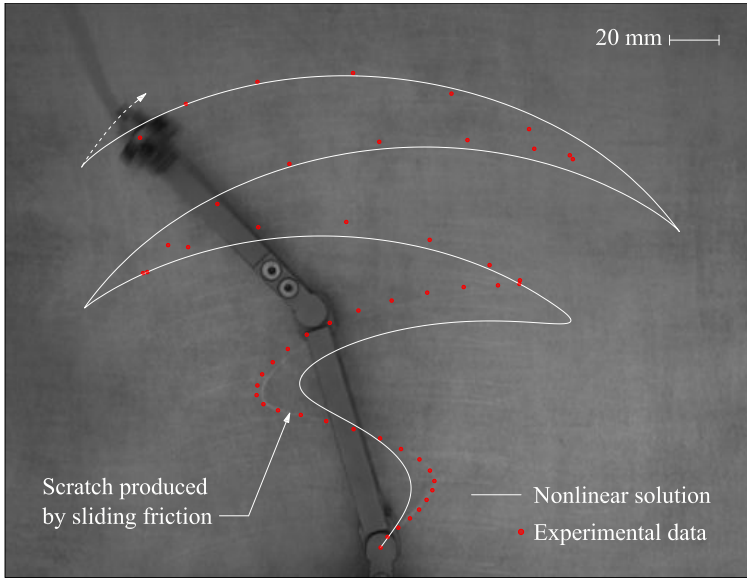 20 mm
Scratch produced
by sliding friction
Nonlinear solution
Experimental data